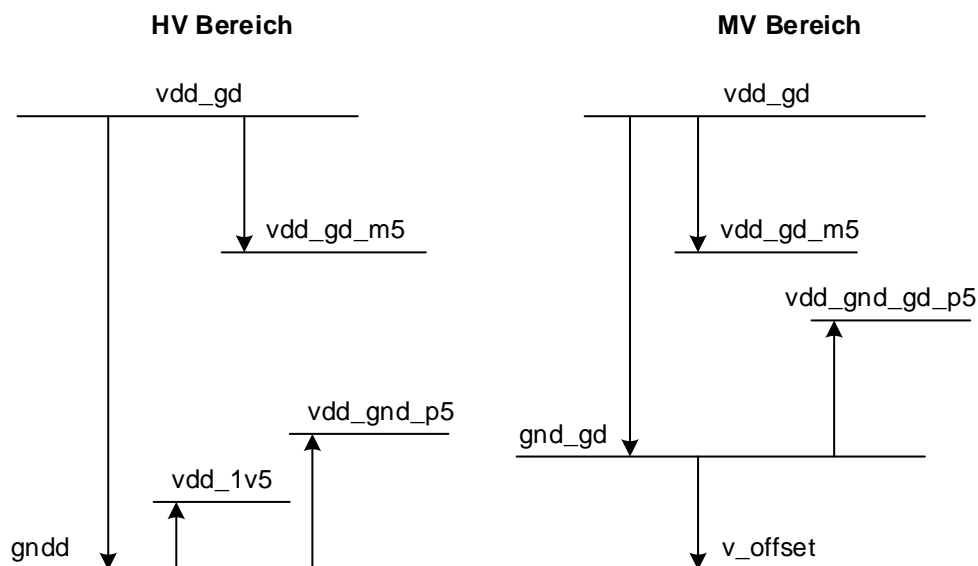 HV Bereich
MV Bereich
vdd_gd
vdd_gd
vdd_gd_m5
vdd_gd_m5
vdd_gnd_gd_p5
vdd_gnd_p5
gnd_gd
vdd_1v5
gndd
v_offset